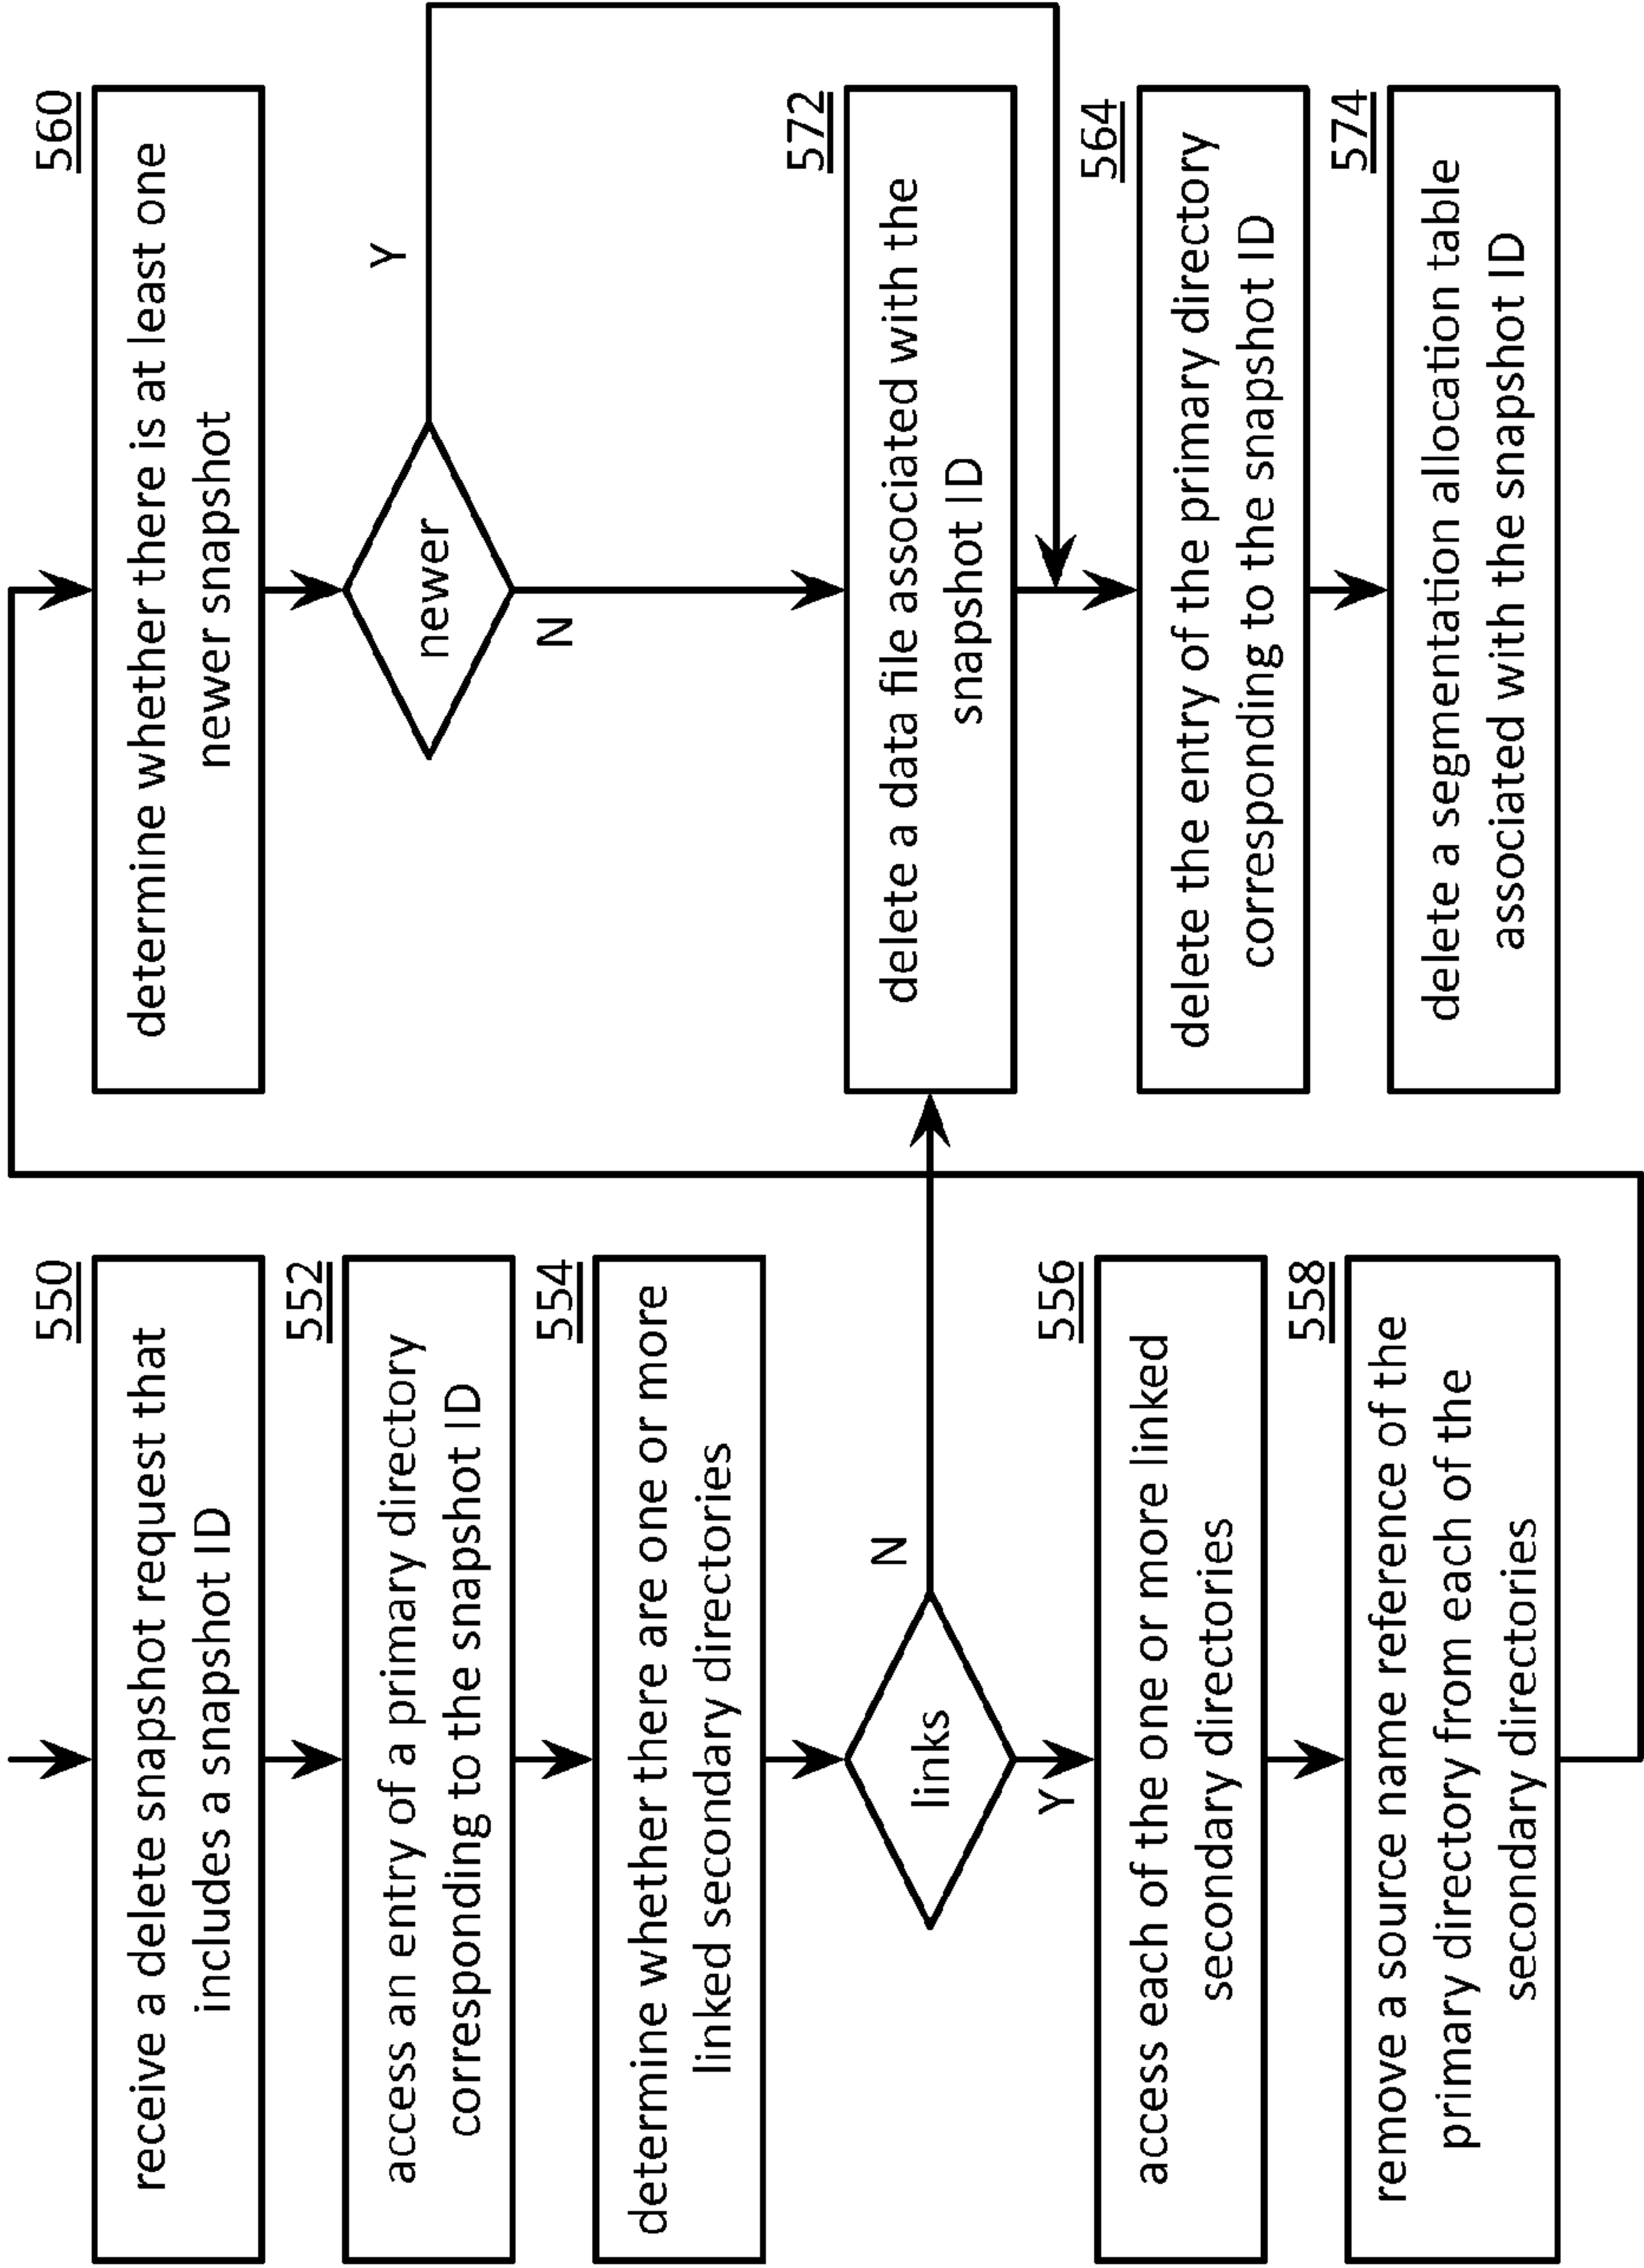 550
receive a delete snapshot request that
includes a snapshot ID
552
access an entry of a primary directory
corresponding to the snapshot ID
554
determine whether there are one or more
linked secondary directories
links
N
Y
556
access each of the one or more linked
secondary directories
558
remove a source name reference of the
primary directory from each of the
secondary directories
560
determine whether there is at least one
newer snapshot
newer
Y
N
572
delete a data file associated with the
snapshot ID
564
delete the entry of the primary directory
corresponding to the snapshot ID
574
delete a segmentation allocation table
associated with the snapshot ID